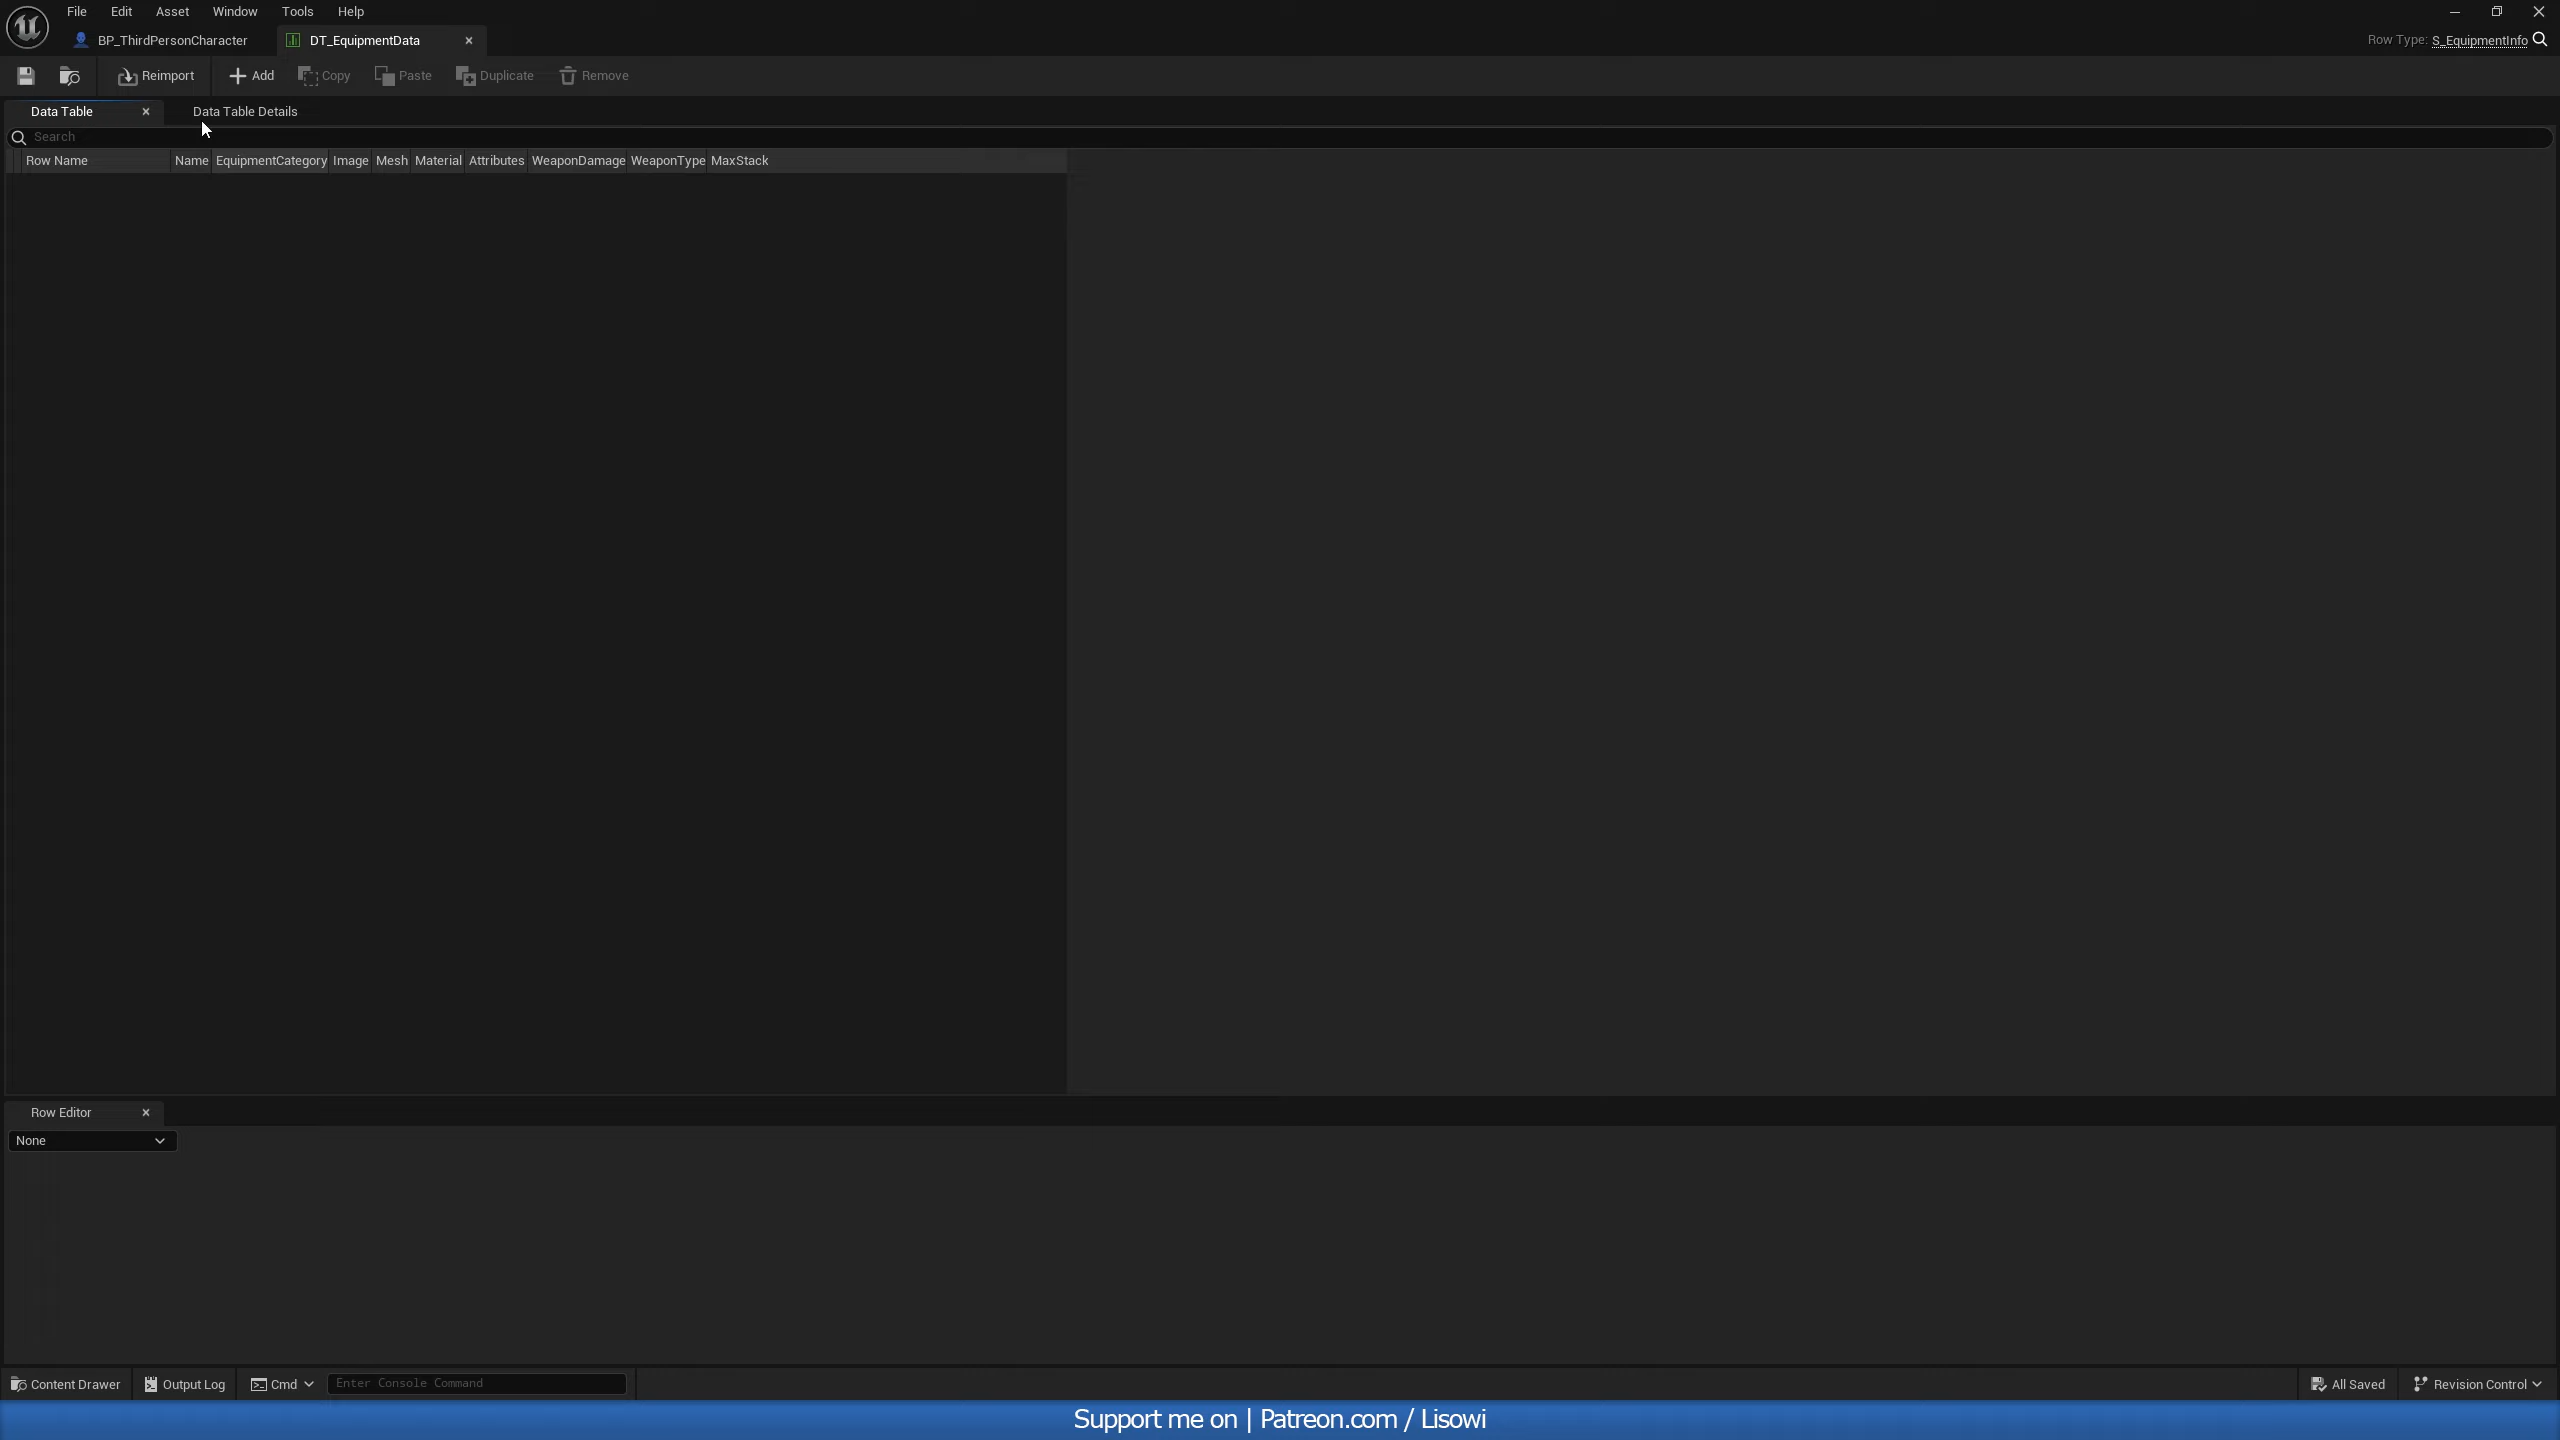 File Edit Asset Window Tools Help
BP_ThirdPersonCharacter DT_EquipmentData Row Type: S_EquipmentInfo
Reimport Add Copy Paste Duplicate Remove
Data Table Data Table Details
Search
Row Name Name EquipmentCategory Image Mesh Material Attributes WeaponDamage WeaponType MaxStack
Row Editor
None
Content Drawer Output Log Cmd Enter Console Command All Saved Revision Control
Support me on | Patreon.com / Lisowi